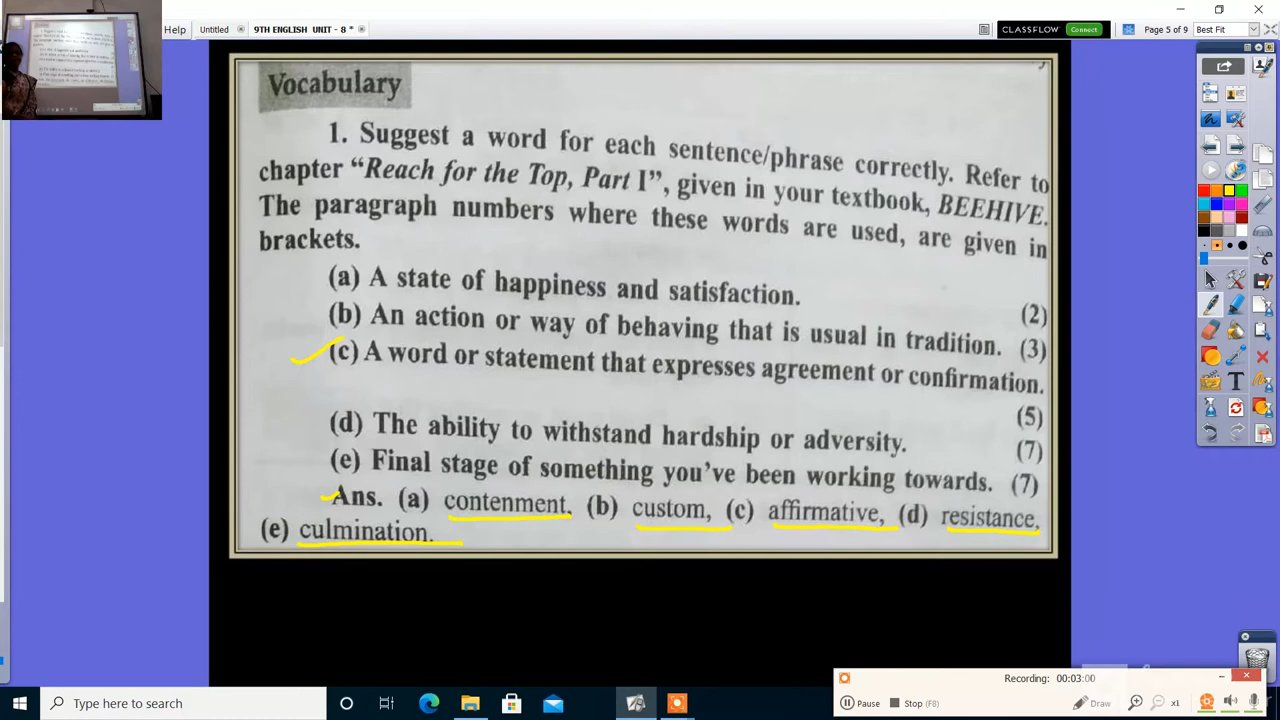 Help
Untitled
9TH ENGLISH UNIT - 8 *
CLASSFLOW
Connect
Page 5 of 9
Best Fit
Vocabulary
1. Suggest a word for each sentence/phrase correctly. Refer to
chapter “Reach for the Top, Part I”, given in your textbook, BEEHIVE.
The paragraph numbers where these words are used, are given in
brackets.
(a) A state of happiness and satisfaction. (2)
(b) An action or way of behaving that is usual in tradition. (3)
(c) A word or statement that expresses agreement or confirmation.
(5)
(d) The ability to withstand hardship or adversity. (7)
(e) Final stage of something you’ve been working towards. (7)
Ans. (a) contenment, (b) custom, (c) affirmative, (d) resistance,
(e) culmination.
Recording: 00:03:00
Pause
Stop (F8)
Draw
x1
Type here to search